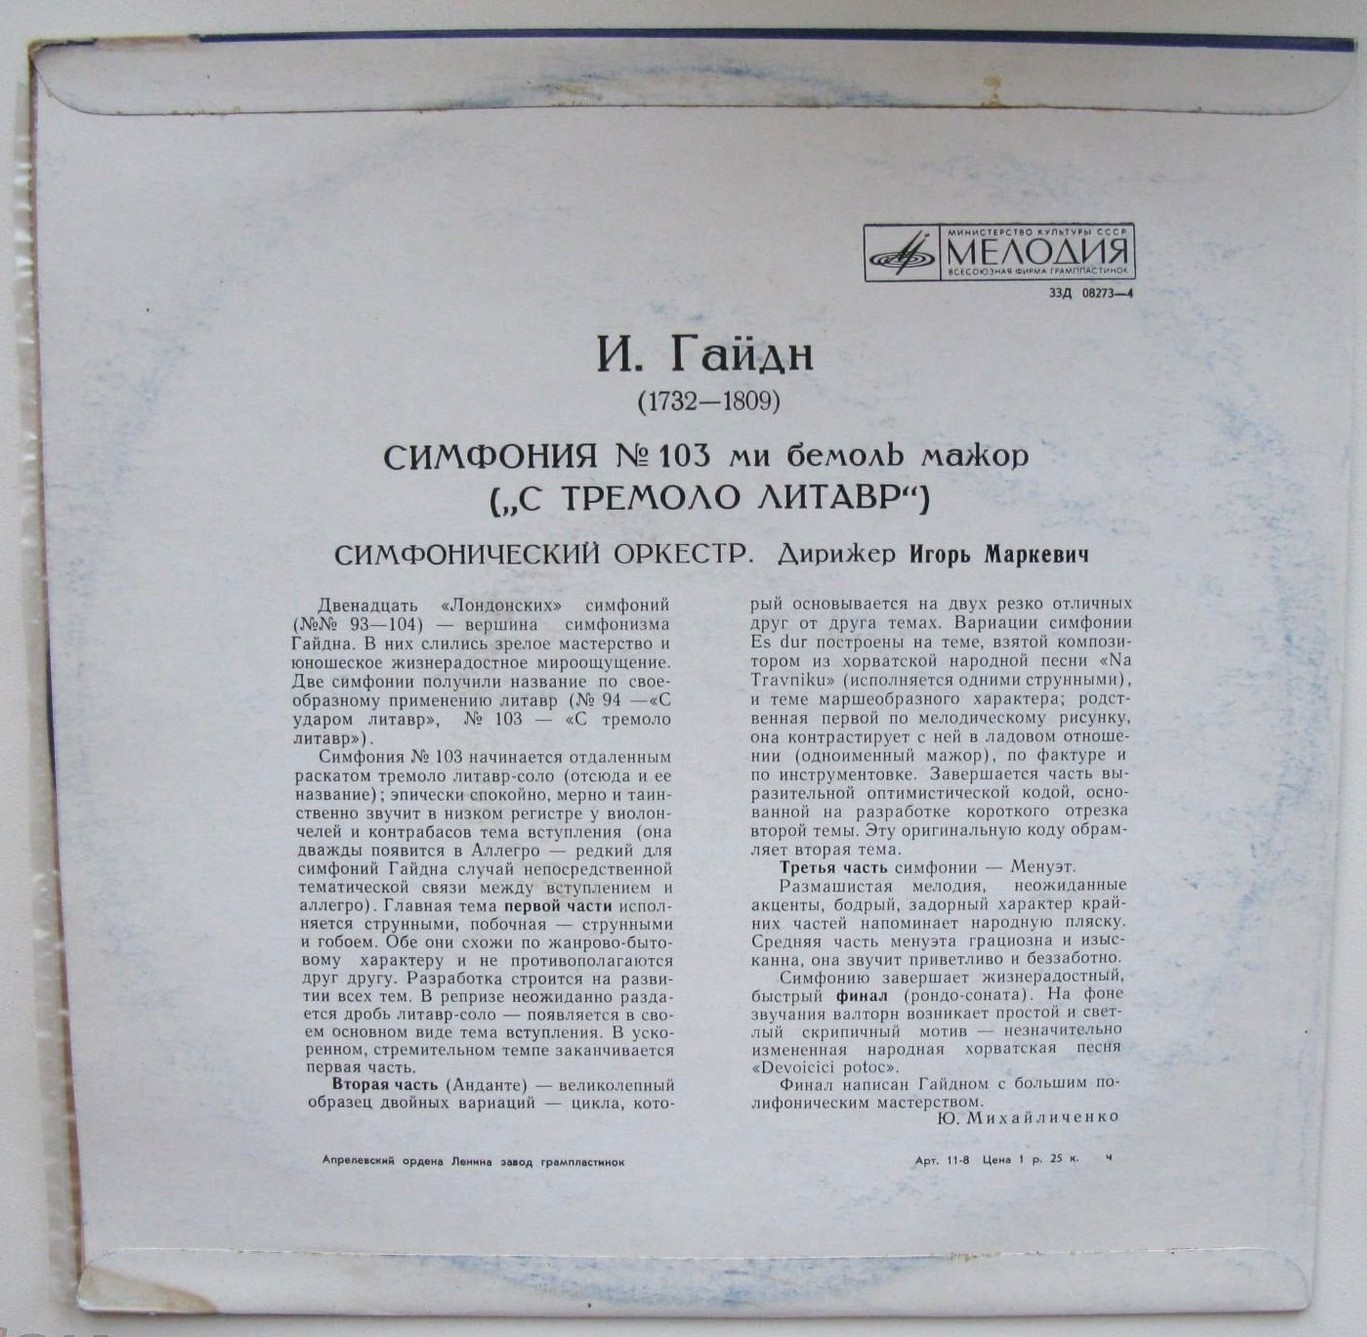 МИНИСТЕРСТВО КУЛЬТУРЫ СССР
МЕЛОДИЯ
ВСЕСОЮЗНАЯ ФИРМА ГРАМПЛАСТИНОК
33Д 08273—4
И. Гайдн
(1732—1809)
СИМФОНИЯ № 103 ми бемоль мажор
(„С ТРЕМОЛО ЛИТАВР“)
СИМФОНИЧЕСКИЙ ОРКЕСТР. Дирижер Игорь Маркевич
Двенадцать «Лондонских» симфоний
(№№ 93—104) — вершина симфонизма
Гайдна. В них слились зрелое мастерство и
юношеское жизнерадостное мироощущение.
Две симфонии получили название по свое-
образному применению литавр (№ 94 —«С
ударом литавр», № 103 — «С тремоло
литавр»).
Симфония № 103 начинается отдаленным
раскатом тремоло литавр-соло (отсюда и ее
название); эпически спокойно, мерно и таин-
ственно звучит в низком регистре у виолон-
челей и контрабасов тема вступления (она
дважды появится в Аллегро — редкий для
симфоний Гайдна случай непосредственной
тематической связи между вступлением и
аллегро). Главная тема первой части испол-
няется струнными, побочная — струнными
и гобоем. Обе они схожи по жанрово-быто-
вому характеру и не противополагаются
друг другу. Разработка строится на разви-
тии всех тем. В репризе неожиданно разда-
ется дробь литавр-соло — появляется в сво-
ем основном виде тема вступления. В уско-
ренном, стремительном темпе заканчивается
первая часть.
Вторая часть (Анданте) — великолепный
образец двойных вариаций — цикла, кото-
рый основывается на двух резко отличных
друг от друга темах. Вариации симфонии
Es dur построены на теме, взятой компози-
тором из хорватской народной песни «Na
Travniku» (исполняется одними струнными),
и теме маршеобразного характера; родст-
венная первой по мелодическому рисунку,
она контрастирует с ней в ладовом отноше-
нии (одноименный мажор), по фактуре и
по инструментовке. Завершается часть вы-
разительной оптимистической кодой, осно-
ванной на разработке короткого отрезка
второй темы. Эту оригинальную коду обрам-
ляет вторая тема.
Третья часть симфонии — Менуэт.
Размашистая мелодия, неожиданные
акценты, бодрый, задорный характер край-
них частей напоминает народную пляску.
Средняя часть менуэта грациозна и изыс-
канна, она звучит приветливо и беззаботно.
Симфонию завершает жизнерадостный,
быстрый финал (рондо-соната). На фоне
звучания валторн возникает простой и свет-
лый скрипичный мотив — незначительно
измененная народная хорватская песня
«Devoicici potoc».
Финал написан Гайдном с большим по-
лифоническим мастерством.
Ю. Михайличенко
Апрелевский ордена Ленина завод грампластинок
Арт. 11-8 Цена 1 р. 25 к. ч